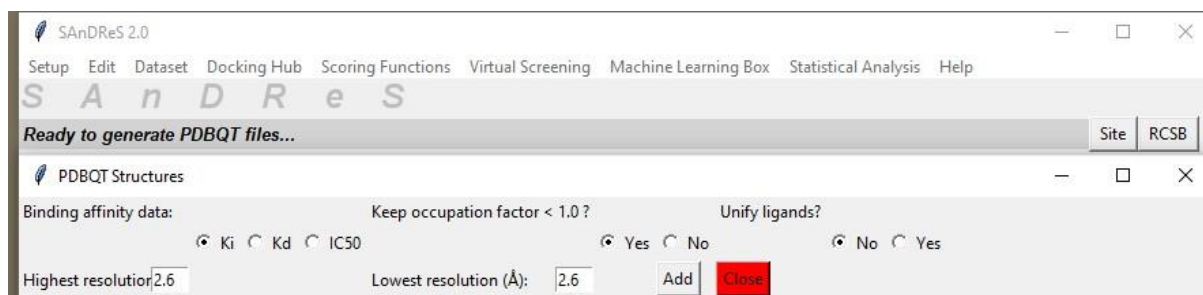 SAnDReS 2.0
Setup Edit Dataset Docking Hub Scoring Functions Virtual Screening Machine Learning Box Statistical Analysis Help
S A n D R e S
Ready to generate PDBQT files... Site RCSB
PDBQT Structures
Binding affinity data: Keep occupation factor < 1.0 ? Unify ligands?
Ki Kd IC50 Yes No No Yes
Highest resolution 2.6 Lowest resolution (Å): 2.6 Add Close